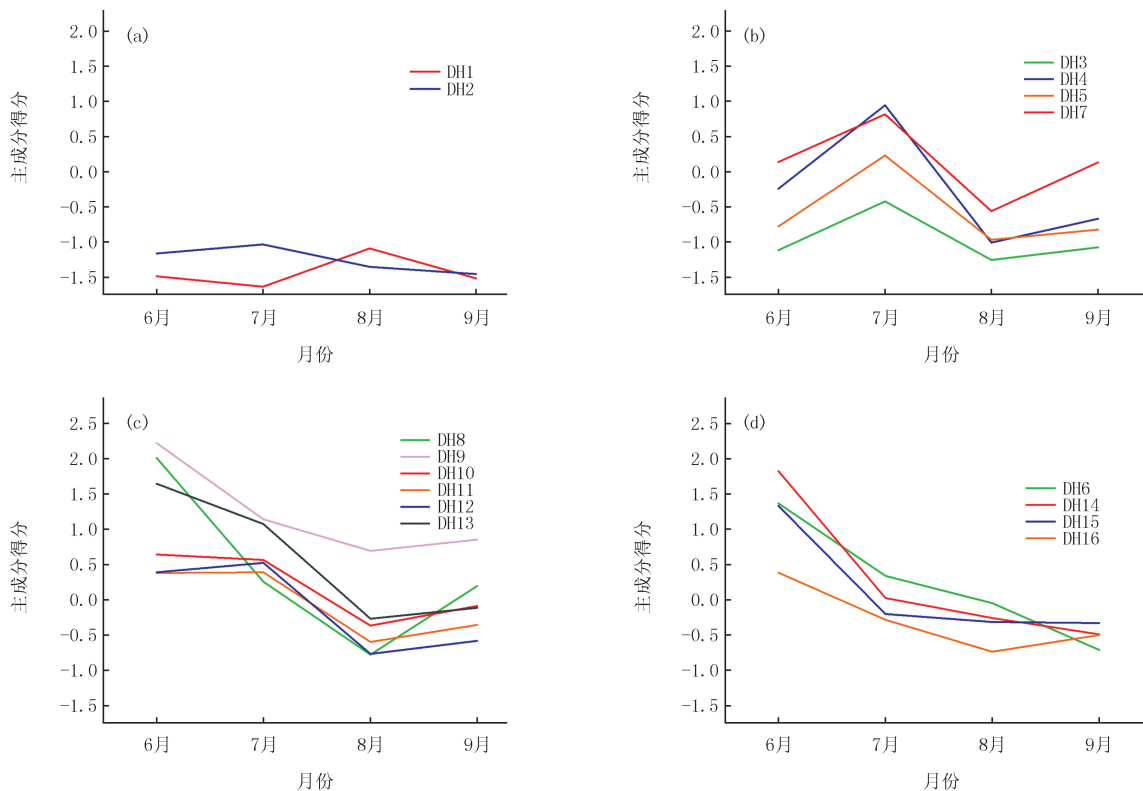 (a)
主成分得分
2.0
1.5
1.0
0.5
0.0
-0.5
-1.0
-1.5
DH1
DH2
6月 7月 8月 9月
月份
(b)
主成分得分
2.0
1.5
1.0
0.5
0.0
-0.5
-1.0
-1.5
DH3
DH4
DH5
DH7
6月 7月 8月 9月
月份
(c)
主成分得分
2.5
2.0
1.5
1.0
0.5
0.0
-0.5
-1.0
-1.5
DH8
DH9
DH10
DH11
DH12
DH13
6月 7月 8月 9月
月份
(d)
主成分得分
2.5
2.0
1.5
1.0
0.5
0.0
-0.5
-1.0
-1.5
DH6
DH14
DH15
DH16
6月 7月 8月 9月
月份